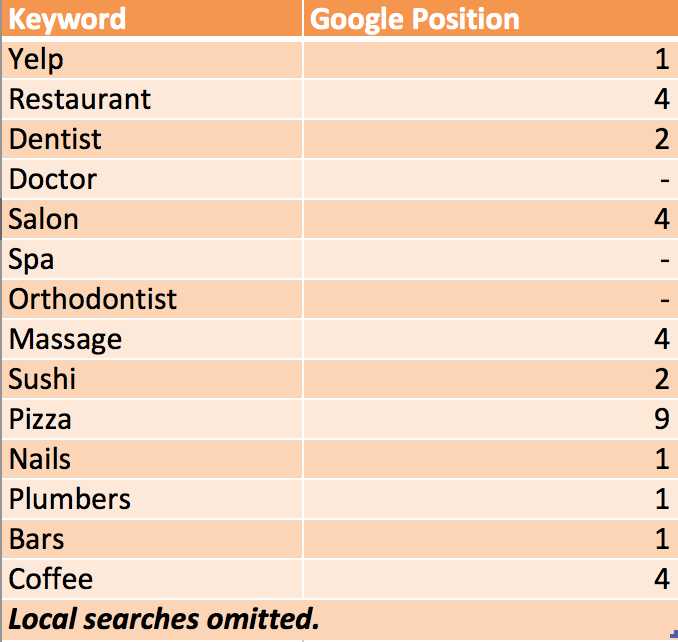 Keyword Google Position
Yelp 1
Restaurant 4
Dentist 2
Doctor -
Salon 4
Spa -
Orthodontist -
Massage 4
Sushi 2
Pizza 9
Nails 1
Plumbers 1
Bars 1
Coffee 4
Local searches omitted.